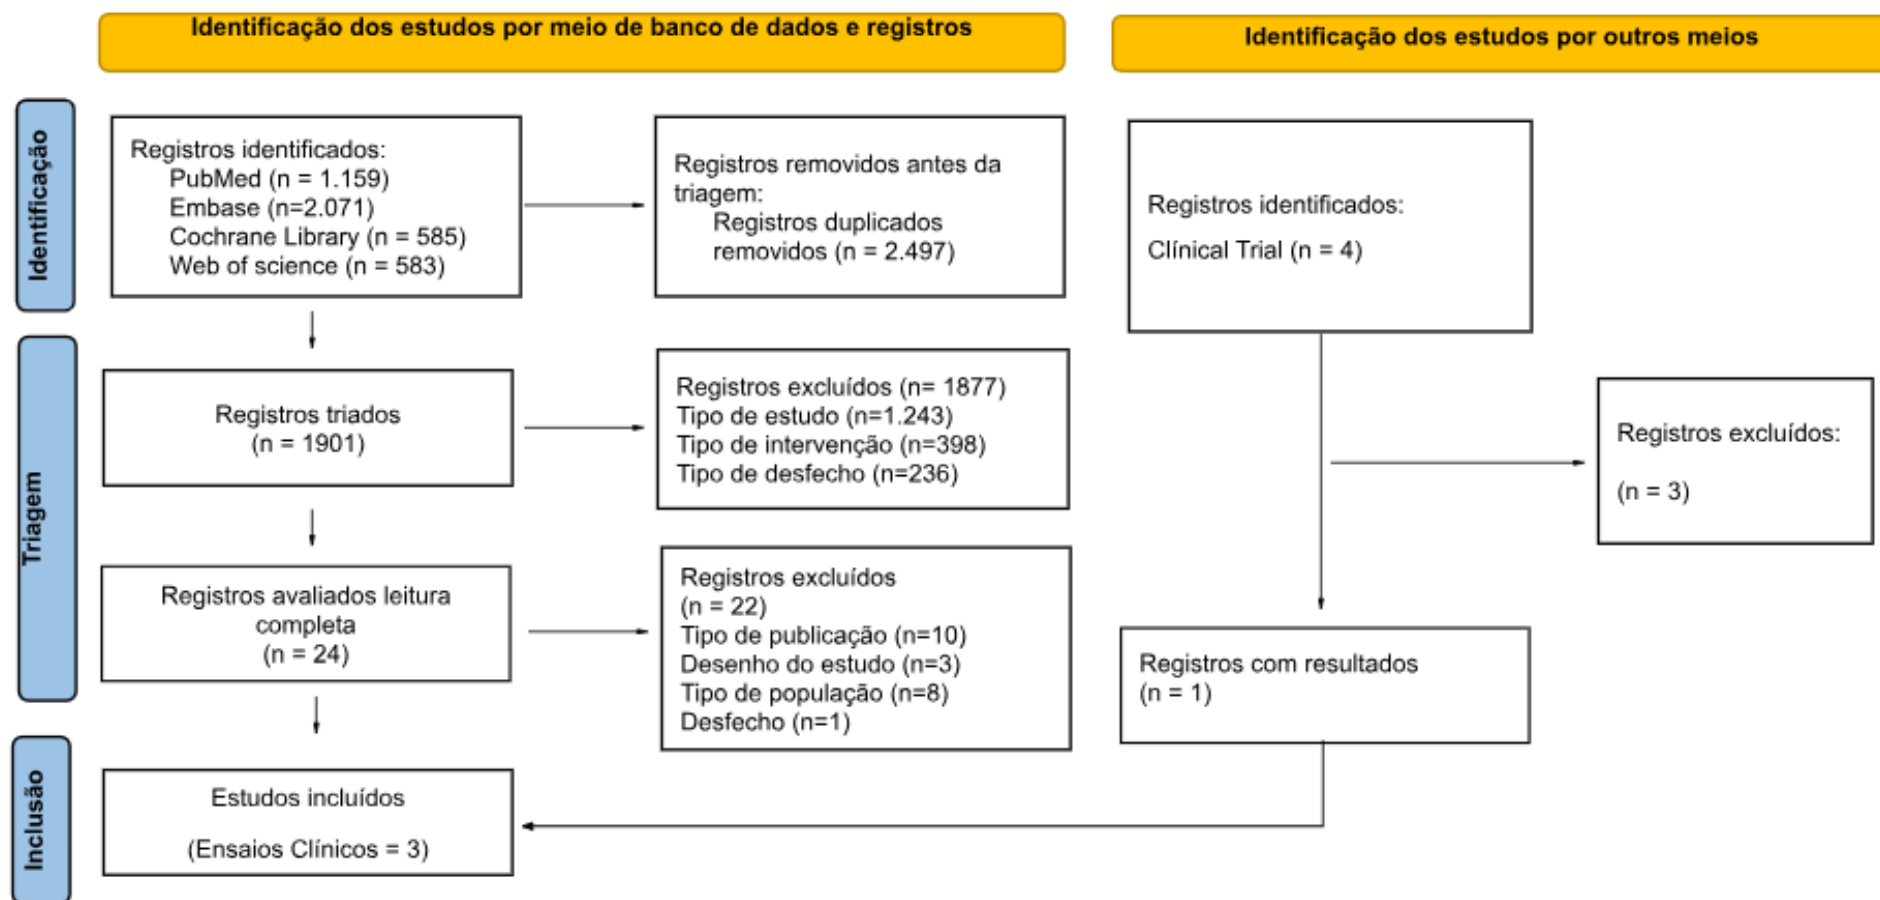 Identificação dos estudos por meio de banco de dados e registros
Identificação dos estudos por outros meios
Identificação
Registros identificados:
PubMed (n = 1.159)
Embase (n=2.071)
Cochrane Library (n = 585)
Web of science (n = 583)
Registros removidos antes da
triagem:
Registros duplicados
removidos (n = 2.497)
Registros identificados:
Clínical Trial (n = 4)
Triagem
Registros triados
(n = 1901)
Registros excluídos (n= 1877)
Tipo de estudo (n=1.243)
Tipo de intervenção (n=398)
Tipo de desfecho (n=236)
Registros excluídos:
(n = 3)
Registros avaliados leitura
completa
(n = 24)
Registros excluídos
(n = 22)
Tipo de publicação (n=10)
Desenho do estudo (n=3)
Tipo de população (n=8)
Desfecho (n=1)
Registros com resultados
(n = 1)
Inclusão
Estudos incluídos
(Ensaios Clínicos = 3)